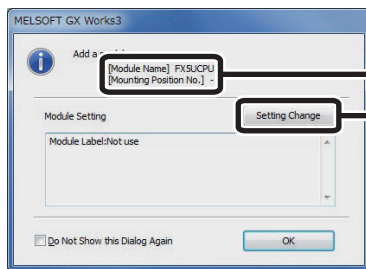 MELSOFT GX Works3
Add a
[Module Name] FX5UCPU
[Mounting Position No.] -
Module Setting
Setting Change
Module Label:Not use
Do Not Show this Dialog Again
OK